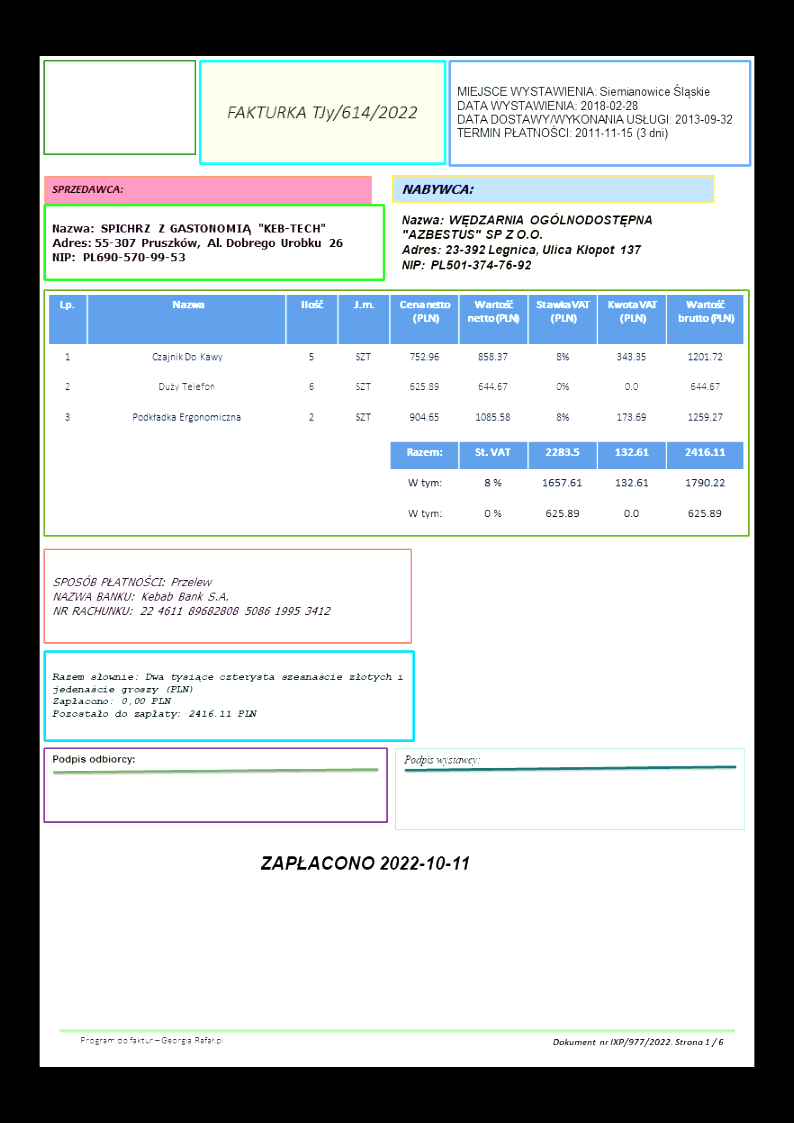 FAKTURKA TJy/614/2022
MIEJSCE WYSTAWIENIA: Siemianowice Śląskie
DATA WYSTAWIENIA: 2018-02-28
DATA DOSTAWY/WYKONANIA USŁUGI: 2013-09-32
TERMIN PŁATNOŚCI: 2011-11-15 (3 dni)
SPRZEDAWCA:
NABYWCA:
Nazwa: SPICHRZ Z GASTONOMIĄ "KEB-TECH"
Adres: 55-307 Pruszków, Al. Dobrego Urobku 26
NIP: PL690-570-99-53
Nazwa: WĘDZARNIA OGÓLNODOSTĘPNA
"AZBESTUS" SP Z O.O.
Adres: 23-392 Legnica, Ulica Kłopot 137
NIP: PL501-374-76-92
Lp. Nazwa Ilość J.m. Cena netto (PLN) Wartość netto (PLN) Stawka VAT (PLN) Kwota VAT (PLN) Wartość brutto (PLN)
1 Czajnik Do Kawy 5 SZT 752.96 858.37 8% 343.35 1201.72
2 Duży Telefon 6 SZT 625.89 644.67 0% 0.0 644.67
3 Podkładka Ergonomiczna 2 SZT 904.65 1085.58 8% 173.69 1259.27
Razem: St. VAT 2283.5 132.61 2416.11
W tym: 8 % 1657.61 132.61 1790.22
W tym: 0 % 625.89 0.0 625.89
SPOSÓB PŁATNOŚCI: Przelew
NAZWA BANKU: Kebab Bank S.A.
NR RACHUNKU: 22 4611 89682808 5086 1995 3412
Razem słownie: Dwa tysiące czterysta szesnaście złotych i
jedenaście groszy (PLN)
Zapłacono: 0,00 PLN
Pozostało do zapłaty: 2416.11 PLN
Podpis odbiorcy:
Podpis wystawcy:
ZAPŁACONO 2022-10-11
Program do faktur – Georgia Rafar.pl
Dokument nr IXP/977/2022. Strona 1 / 6